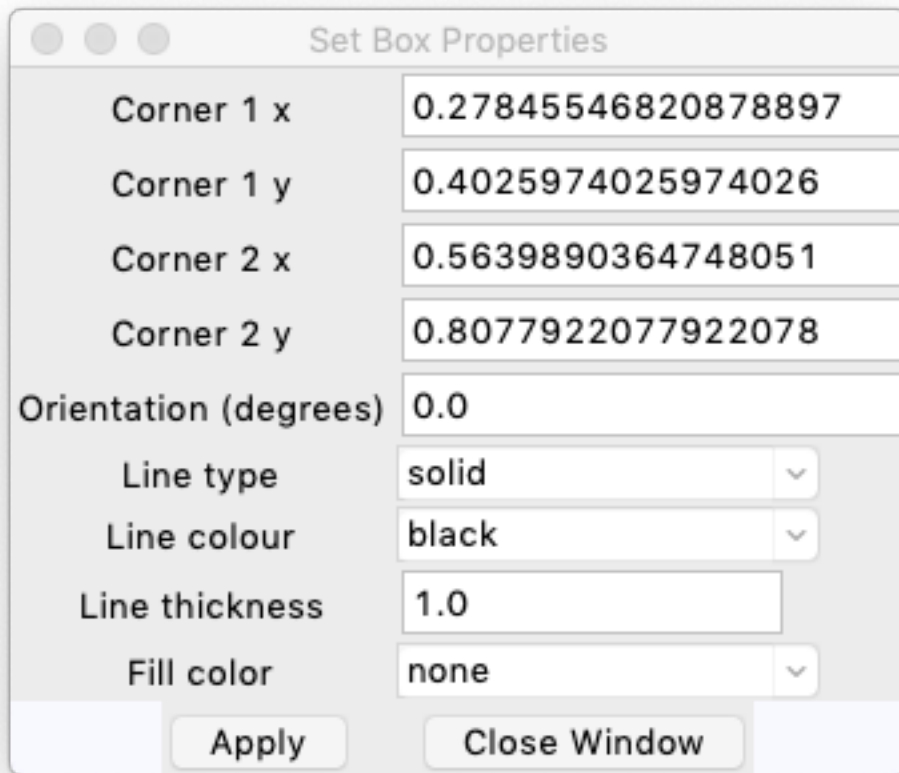 Set Box Properties
Corner 1 x 0.27845546820878897
Corner 1 y 0.4025974025974026
Corner 2 x 0.5639890364748051
Corner 2 y 0.8077922077922078
Orientation (degrees) 0.0
Line type solid
Line colour black
Line thickness 1.0
Fill color none
Apply Close Window